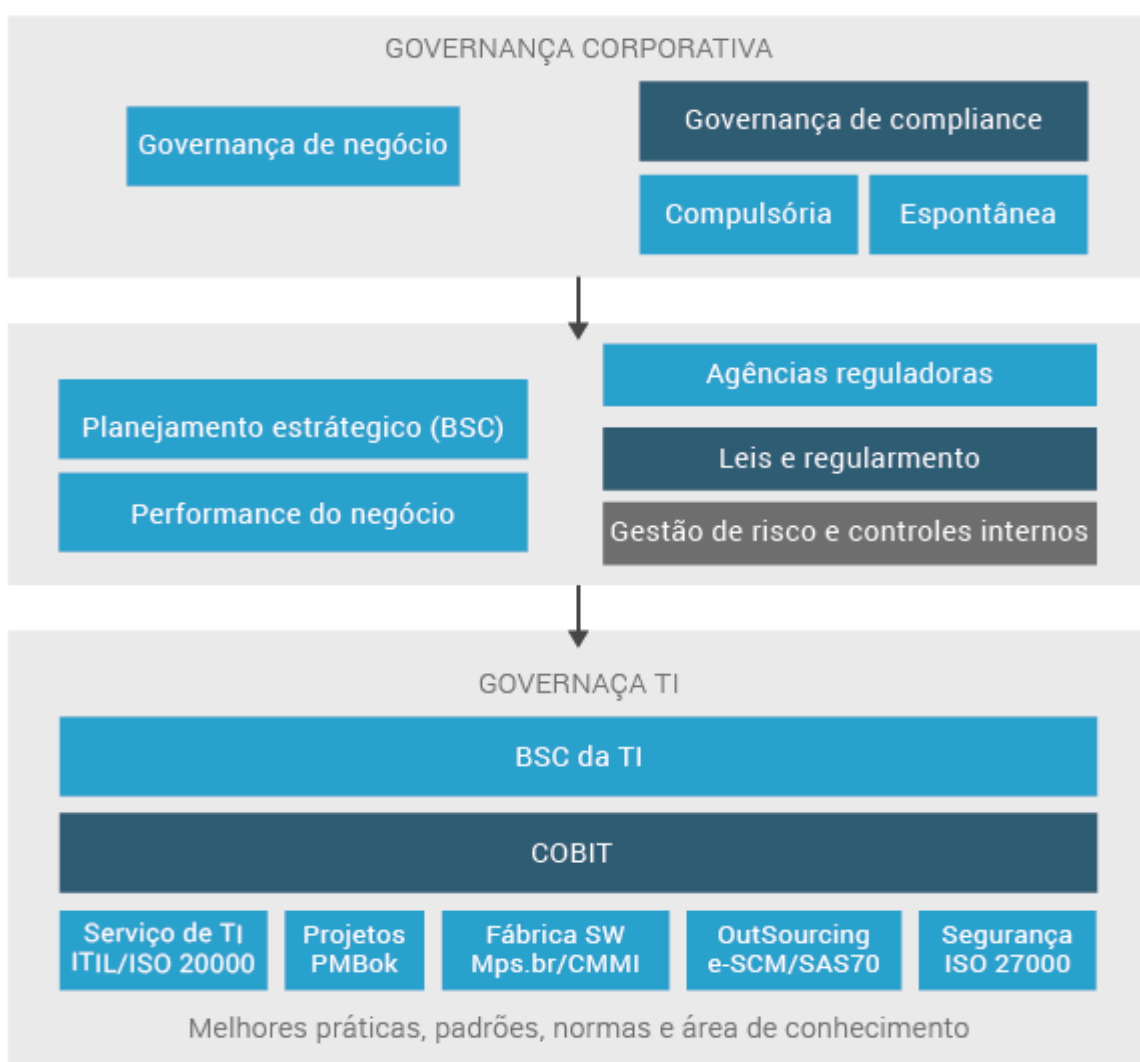 GOVERNANÇA CORPORATIVA
Governança de negócio
Governança de compliance
Compulsória
Espontânea
Planejamento estrátegico (BSC)
Performance do negócio
Agências reguladoras
Leis e regularmento
Gestão de risco e controles internos
GOVERNAÇA TI
BSC da TI
COBIT
Serviço de TI
ITIL/ISO 20000
Projetos
PMBok
Fábrica SW
Mps.br/CMMI
OutSourcing
e-SCM/SAS70
Segurança
ISO 27000
Melhores práticas, padrões, normas e área de conhecimento